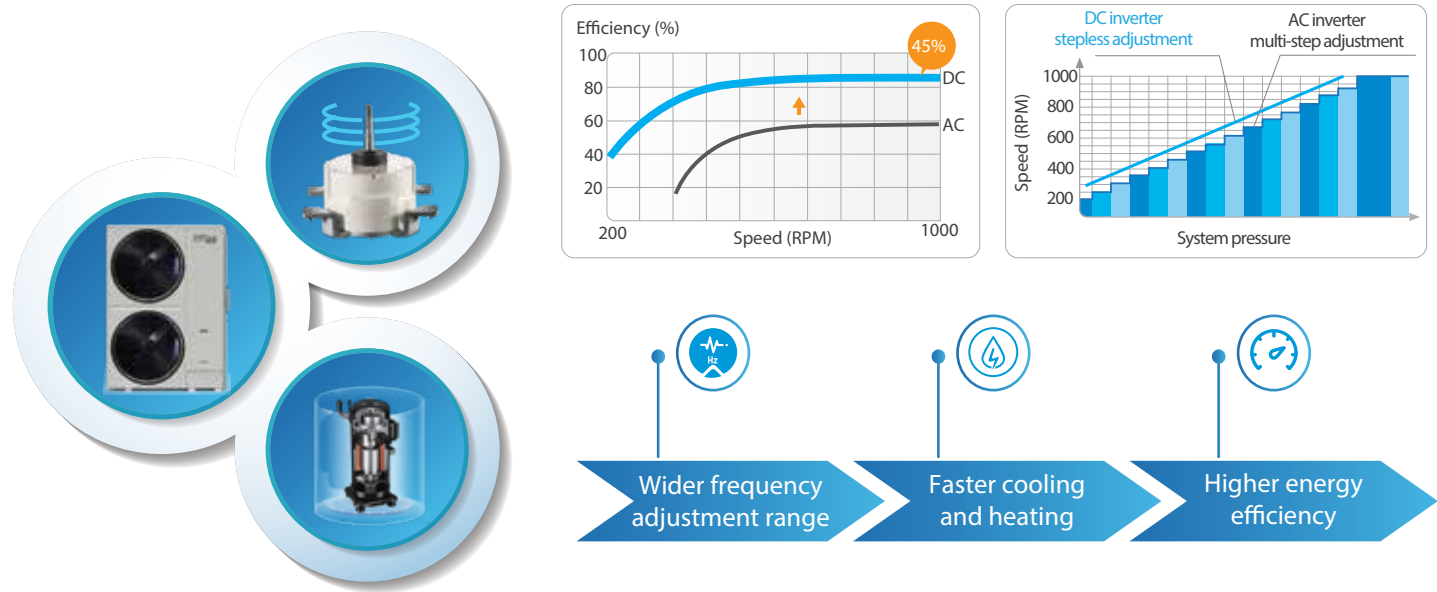 Efficiency (%)
100
80
60
40
20
200
Speed (RPM)
1000
45%
DC
AC
DC inverter
stepless adjustment
AC inverter
multi-step adjustment
Speed (RPM)
1000
800
600
400
200
System pressure
Hz
Wider frequency
adjustment range
Faster cooling
and heating
Higher energy
efficiency